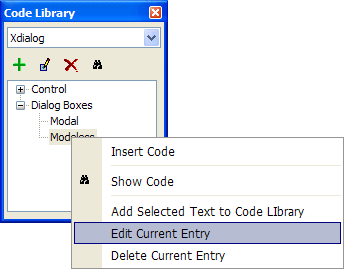 Code Library
Xdialog
Control
Dialog Boxes
Modal
Modeless
Insert Code
Show Code
Add Selected Text to Code LIbrary
Edit Current Entry
Delete Current Entry